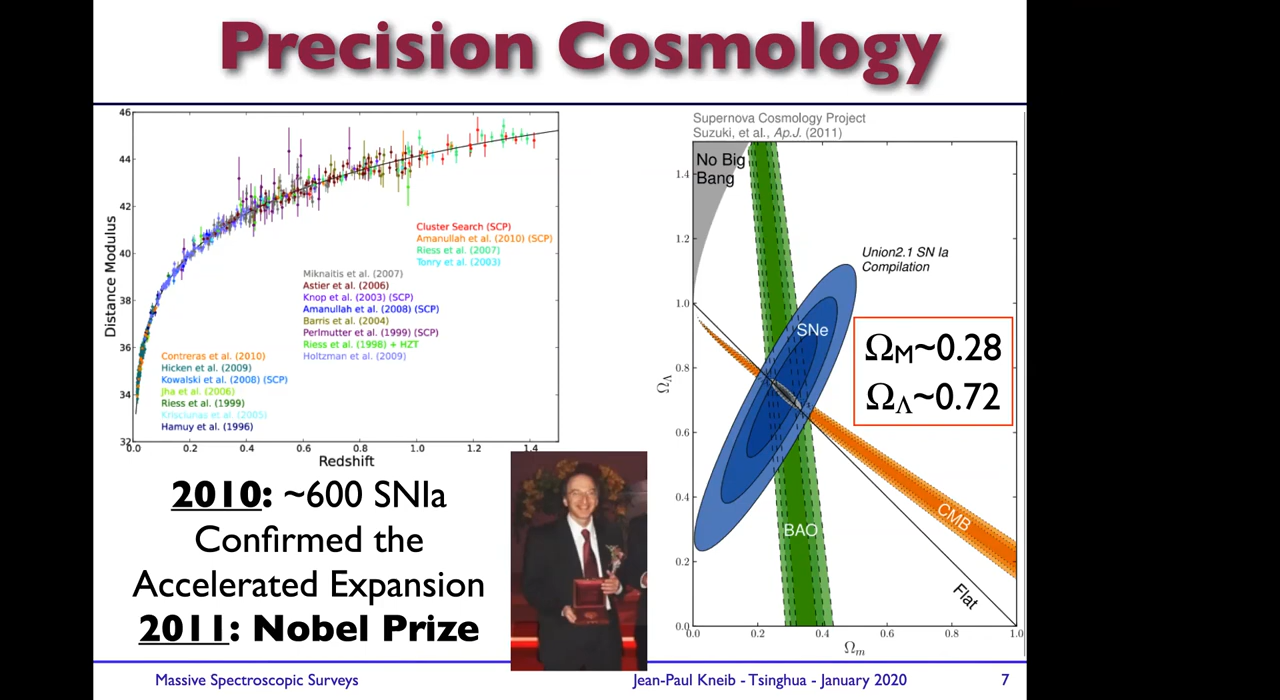 Precision Cosmology
46
44
42
40
38
36
34
32
Distance Modulus
0.0 0.2 0.4 0.6 0.8 1.0 1.2 1.4
Redshift
Cluster Search (SCP)
Amanullah et al. (2010) (SCP)
Riess et al. (2007)
Tonry et al. (2003)
Miknaitis et al. (2007)
Astier et al. (2006)
Knop et al. (2003) (SCP)
Amanullah et al. (2008) (SCP)
Barris et al. (2004)
Perlmutter et al. (1999) (SCP)
Riess et al. (1998) + HZT
Holtzman et al. (2009)
Contreras et al. (2010)
Hicken et al. (2009)
Kowalski et al. (2008) (SCP)
Jha et al. (2006)
Riess et al. (1999)
Krisciunas et al. (2005)
Hamuy et al. (1996)
2010: ~600 SNIa
Confirmed the
Accelerated Expansion
2011: Nobel Prize
Supernova Cosmology Project
Suzuki, et al., Ap.J. (2011)
No Big
Bang
Union2.1 SN Ia
Compilation
SNe
ΩM~0.28
ΩΛ~0.72
BAO
CMB
Flat
1.4
1.2
1.0
0.8
0.6
0.4
0.2
0.0
ΩΛ
0.0 0.2 0.4 0.6 0.8 1.0
Ωm
Massive Spectroscopic Surveys
Jean-Paul Kneib - Tsinghua - January 2020
7